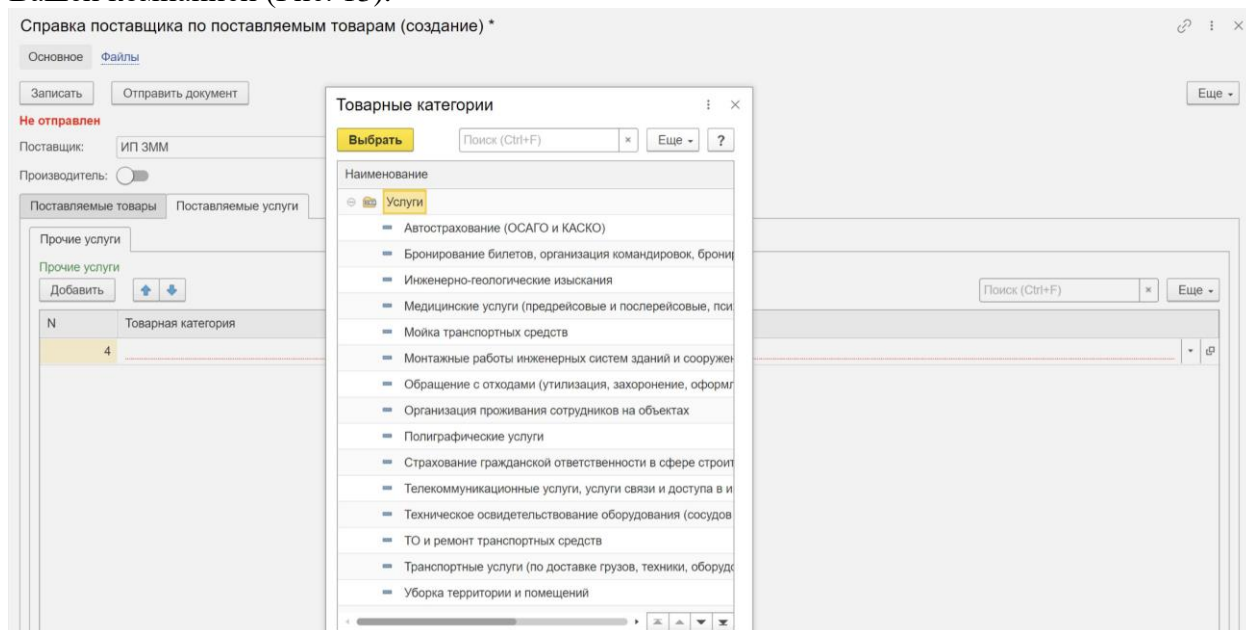 Справка поставщика по поставляемым товарам (создание) *
Основное Файлы
Записать Отправить документ Еще
Не отправлен
Поставщик: ИП ЗММ
Производитель:
Поставляемые товары Поставляемые услуги
Прочие услуги
Прочие услуги
Добавить Поиск (Ctrl+F) × Еще
N Товарная категория
4
Товарные категории
Выбрать Поиск (Ctrl+F) × Еще ?
Наименование
Услуги
Автострахование (ОСАГО и КАСКО)
Бронирование билетов, организация командировок, брони
Инженерно-геологические изыскания
Медицинские услуги (предрейсовые и послерейсовые, пси
Мойка транспортных средств
Монтажные работы инженерных систем зданий и сооружен
Обращение с отходами (утилизация, захоронение, оформл
Организация проживания сотрудников на объектах
Полиграфические услуги
Страхование гражданской ответственности в сфере строит
Телекоммуникационные услуги, услуги связи и доступа в и
Техническое освидетельствование оборудования (сосудов
ТО и ремонт транспортных средств
Транспортные услуги (по доставке грузов, техники, оборудо
Уборка территории и помещений